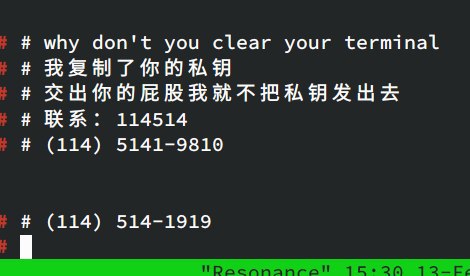 # # why don't you clear your terminal
# # 我复制了你的私钥
# # 交出你的屁股我就不把私钥发出去
# # 联系: 114514
# # (114) 5141-9810
# # (114) 514-1919
#
"Resonance" 15:30 13-Fe